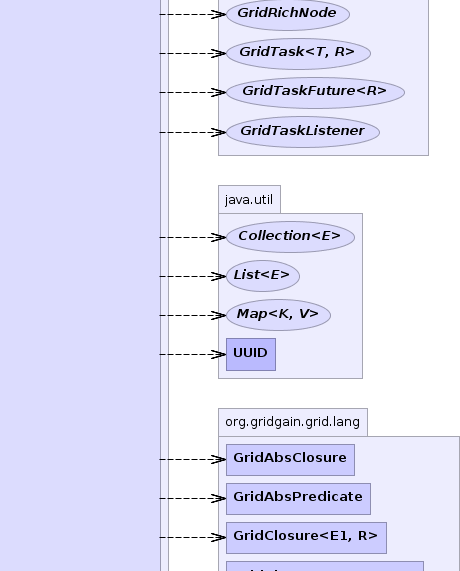 GridRichNode
GridTask<T, R>
GridTaskFuture<R>
GridTaskListener
java.util
Collection<E>
List<E>
Map<K, V>
UUID
org.gridgain.grid.lang
GridAbsClosure
GridAbsPredicate
GridClosure<E1, R>